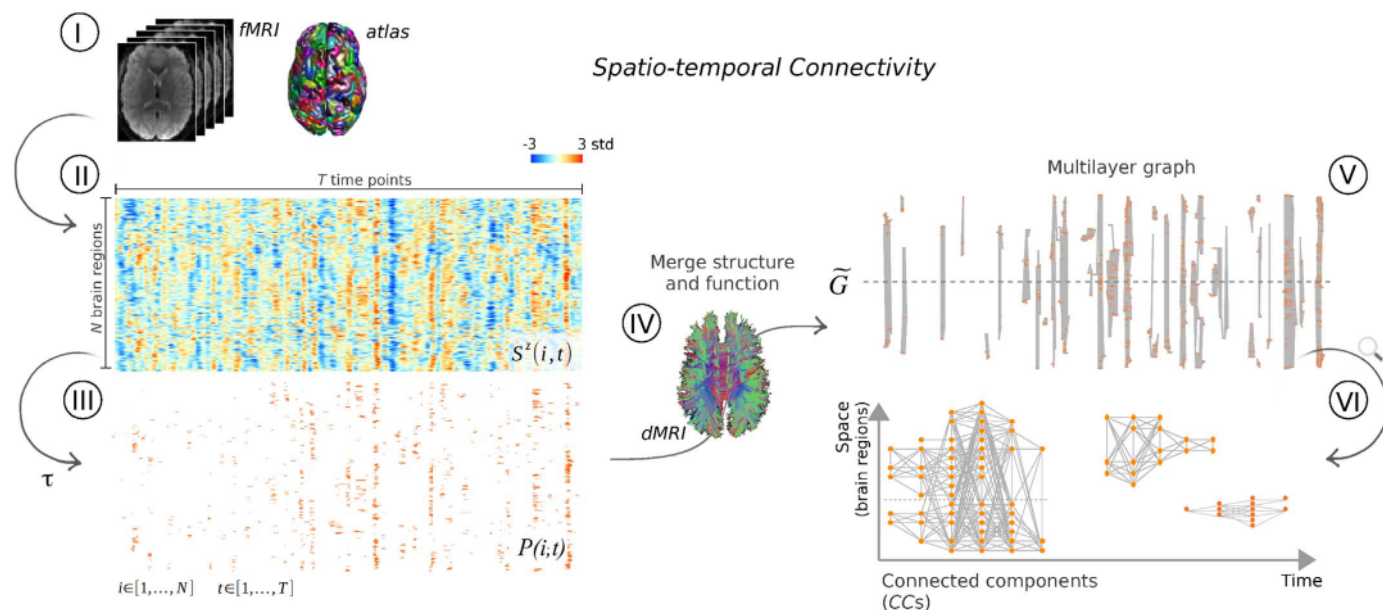 I
fMRI
atlas
Spatio-temporal Connectivity
II
-3
3 std
T time points
N brain regions
S^z(i,t)
III
τ
P(i,t)
i∈[1,...,N]
t∈[1,...,T]
Merge structure
and function
IV
dMRI
Multilayer graph
V
G̃
VI
Space
(brain regions)
Connected components
(CCs)
Time